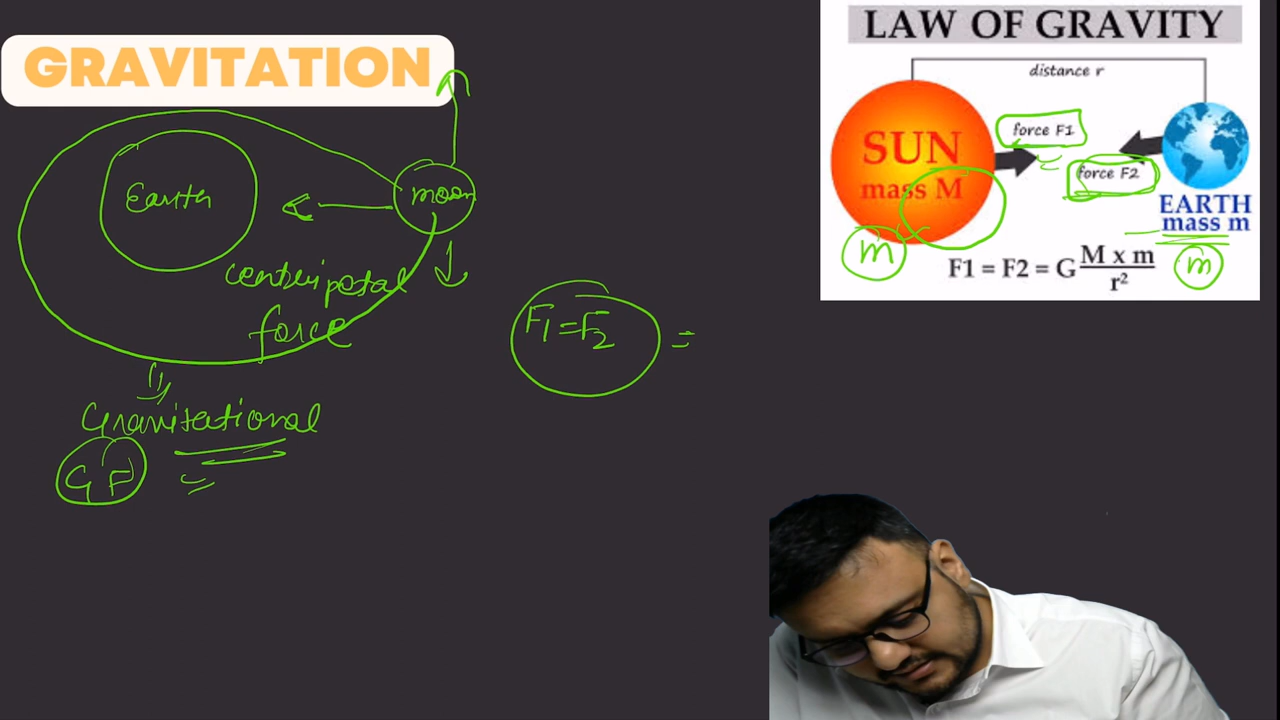 GRAVITATION
Earth
moon
centripetal
force
Gravitational
GF
F1 = F2 =
LAW OF GRAVITY
distance r
force F1
force F2
SUN
mass M
EARTH
mass m
m
m
F1 = F2 = G M x m / r²